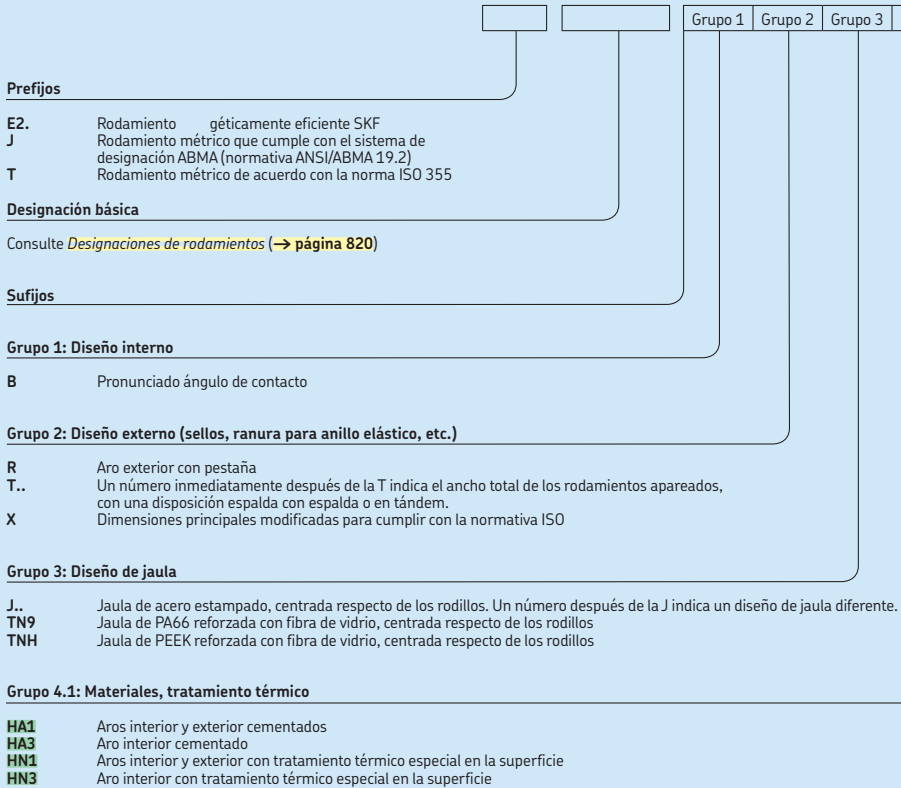 Grupo 1 Grupo 2 Grupo 3
Prefijos
E2. Rodamiento géticamente eficiente SKF
J Rodamiento métrico que cumple con el sistema de
designación ABMA (normativa ANSI/ABMA 19.2)
T Rodamiento métrico de acuerdo con la norma ISO 355
Designación básica
Consulte Designaciones de rodamientos (→ página 820)
Sufijos
Grupo 1: Diseño interno
B Pronunciado ángulo de contacto
Grupo 2: Diseño externo (sellos, ranura para anillo elástico, etc.)
R Aro exterior con pestaña
T.. Un número inmediatamente después de la T indica el ancho total de los rodamientos apareados,
con una disposición espalda con espalda o en tándem.
X Dimensiones principales modificadas para cumplir con la normativa ISO
Grupo 3: Diseño de jaula
J.. Jaula de acero estampado, centrada respecto de los rodillos. Un número después de la J indica un diseño de jaula diferente.
TN9 Jaula de PA66 reforzada con fibra de vidrio, centrada respecto de los rodillos
TNH Jaula de PEEK reforzada con fibra de vidrio, centrada respecto de los rodillos
Grupo 4.1: Materiales, tratamiento térmico
HA1 Aros interior y exterior cementados
HA3 Aro interior cementado
HN1 Aros interior y exterior con tratamiento térmico especial en la superficie
HN3 Aro interior con tratamiento térmico especial en la superficie